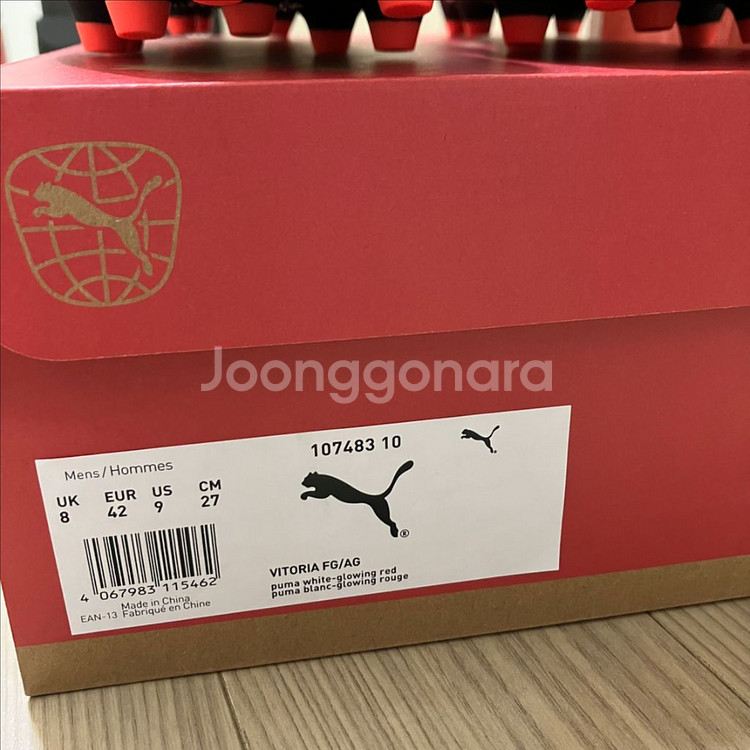 Joonggonara
107483 10
Mens/Hommes
UK EUR US CM
8 42 9 27
VITORIA FG/AG
puma white-glowing red
puma blanc-glowing rouge
4 067983 115462
Made in China
EAN-13 Fabriqué en Chine